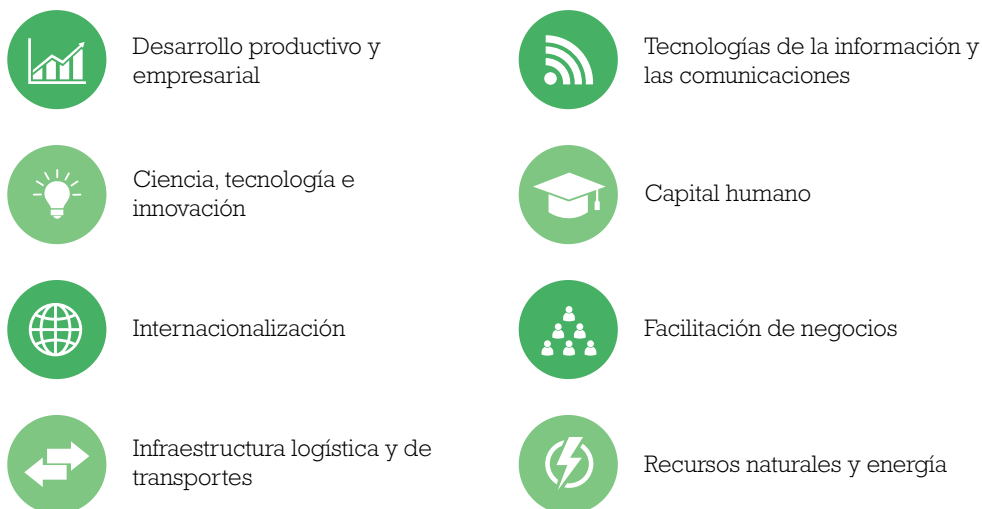 Desarrollo productivo y
empresarial
Tecnologías de la información y
las comunicaciones
Ciencia, tecnología e
innovación
Capital humano
Internacionalización
Facilitación de negocios
Infraestructura logística y de
transportes
Recursos naturales y energía